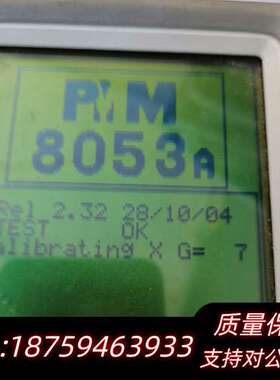 PMM
8053A
Rel 2.32 28/10/04
TEST OK
alibrating X G= 7
质量保
:18759463933
支持对公